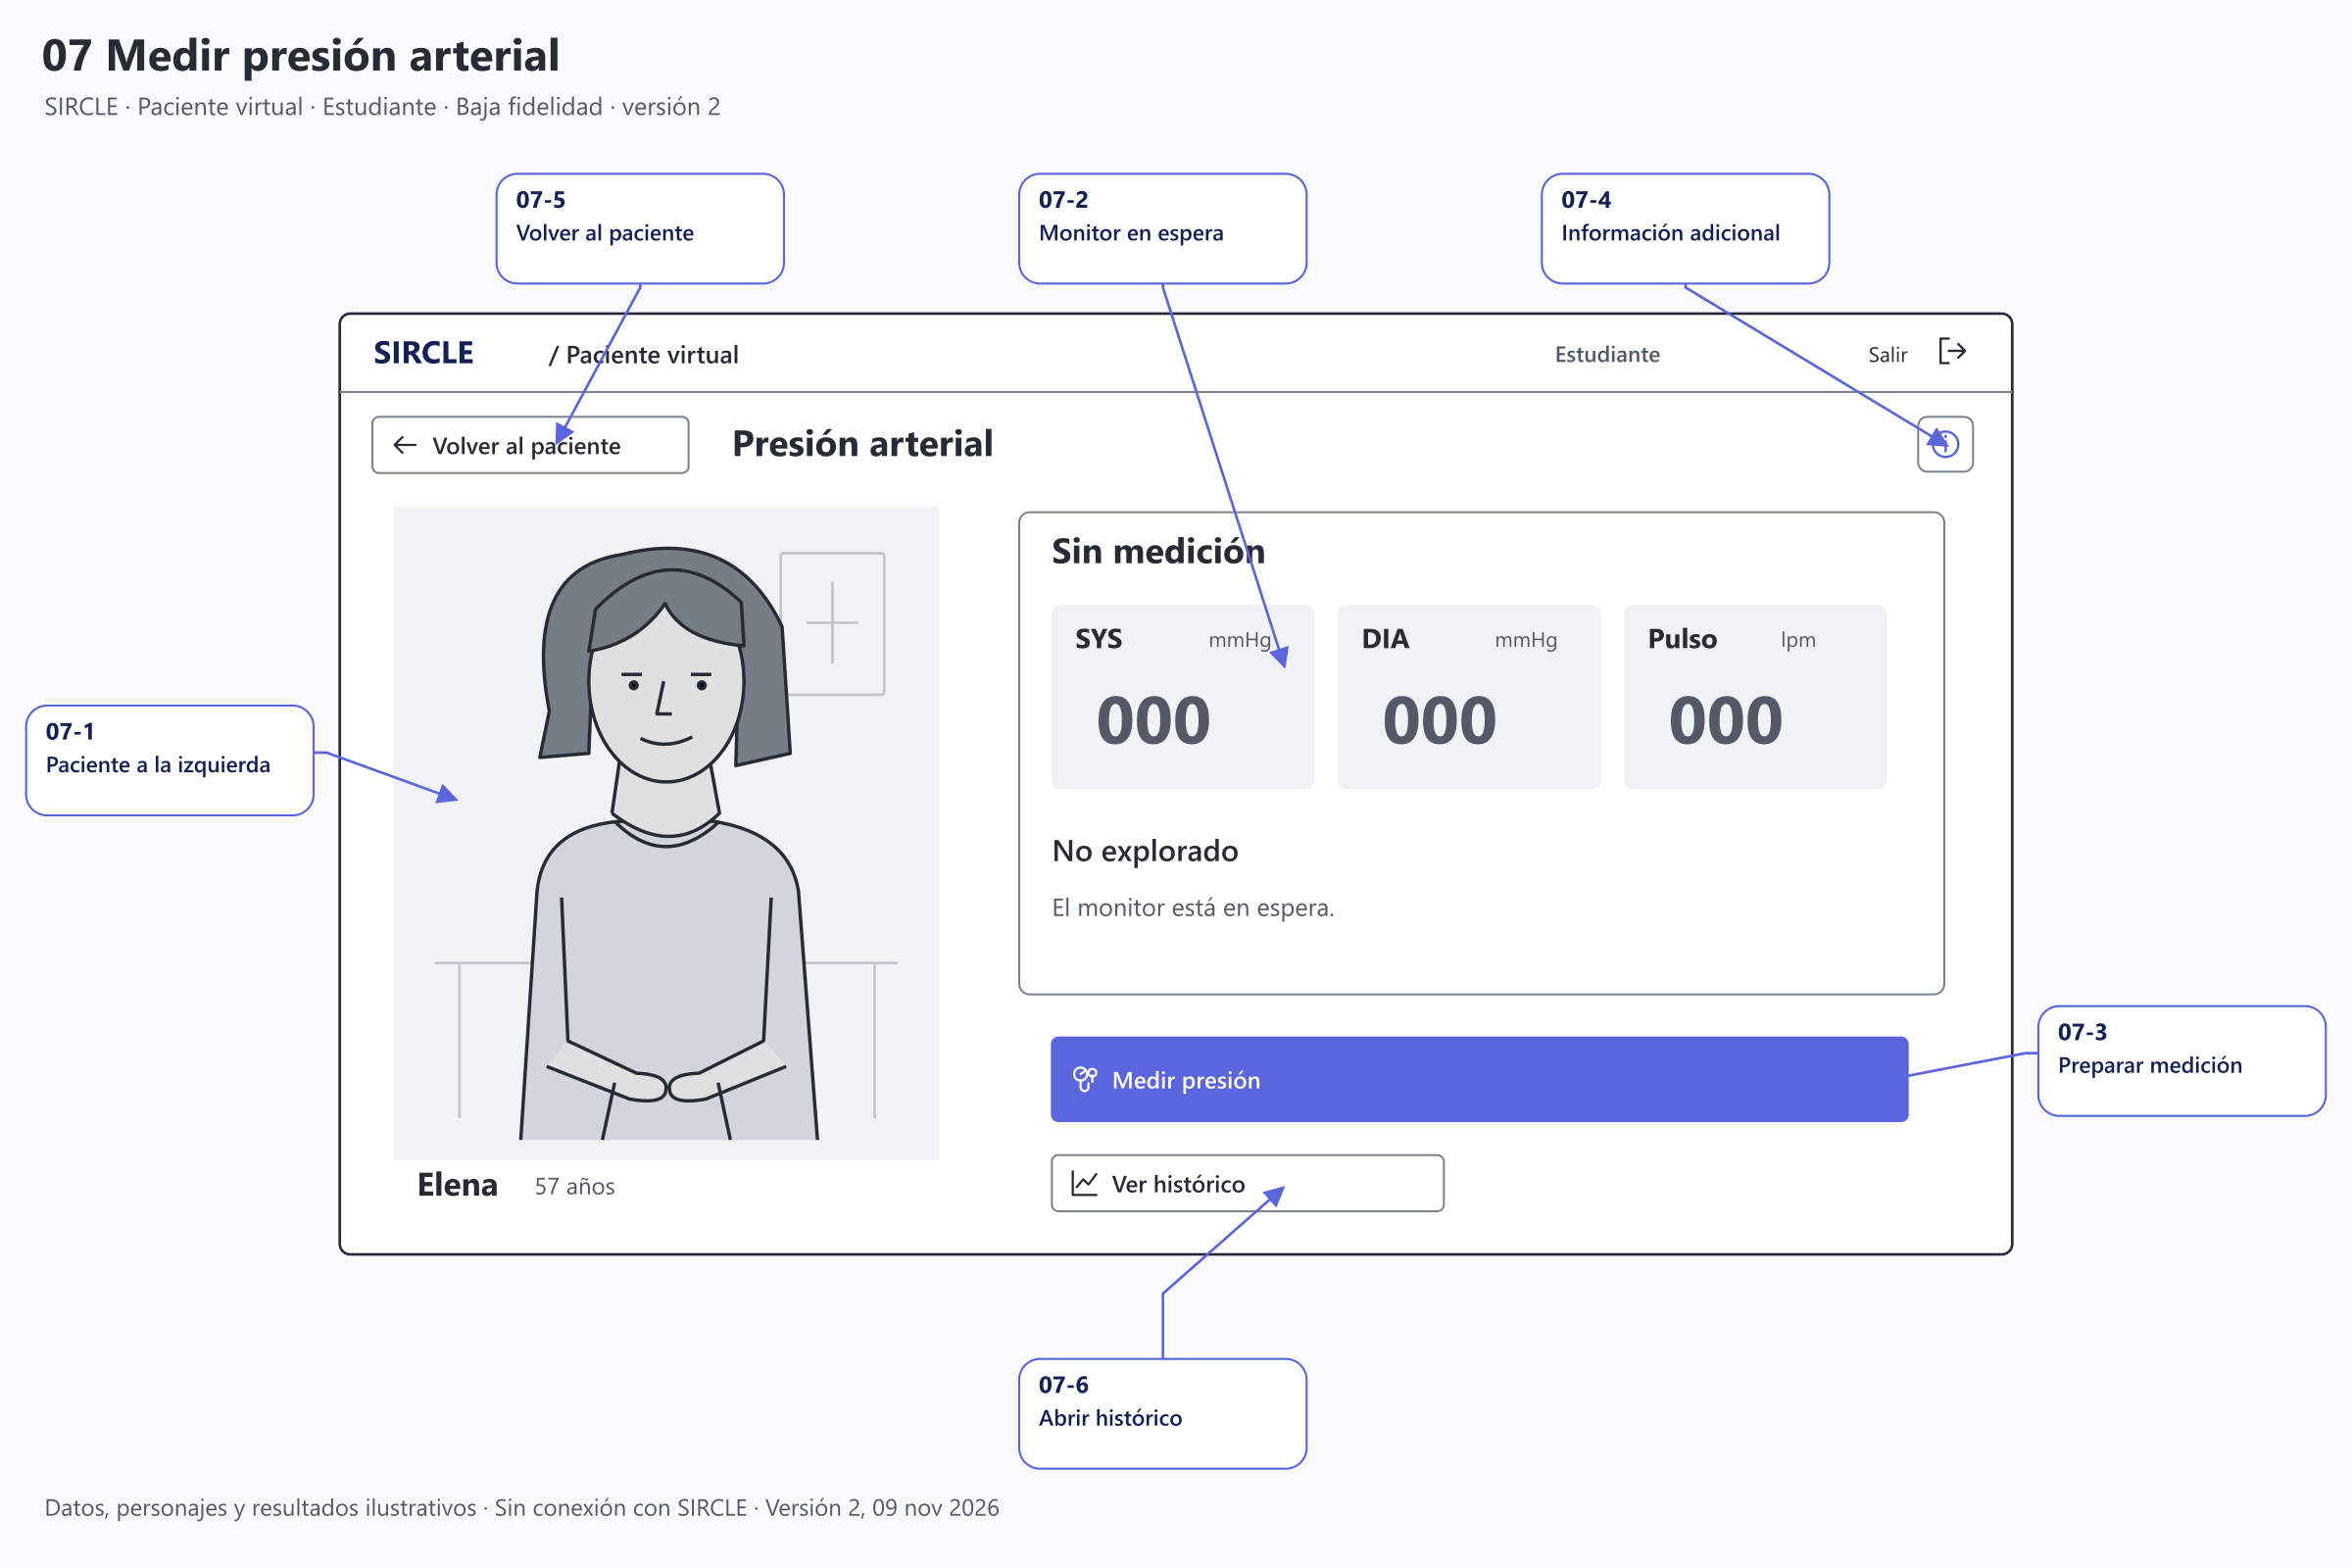 07 Medir presión arterial
SIRCLE · Paciente virtual · Estudiante · Baja fidelidad · versión 2
07-5
Volver al paciente
07-2
Monitor en espera
07-4
Información adicional
SIRCLE / Paciente virtual Estudiante Salir
Volver al paciente Presión arterial
Sin medición
SYS mmHg DIA mmHg Pulso lpm
000 000 000
07-1
Paciente a la izquierda
No explorado
El monitor está en espera.
07-3
Preparar medición
Medir presión
Elena 57 años
Ver histórico
07-6
Abrir histórico
Datos, personajes y resultados ilustrativos · Sin conexión con SIRCLE · Versión 2, 09 nov 2026